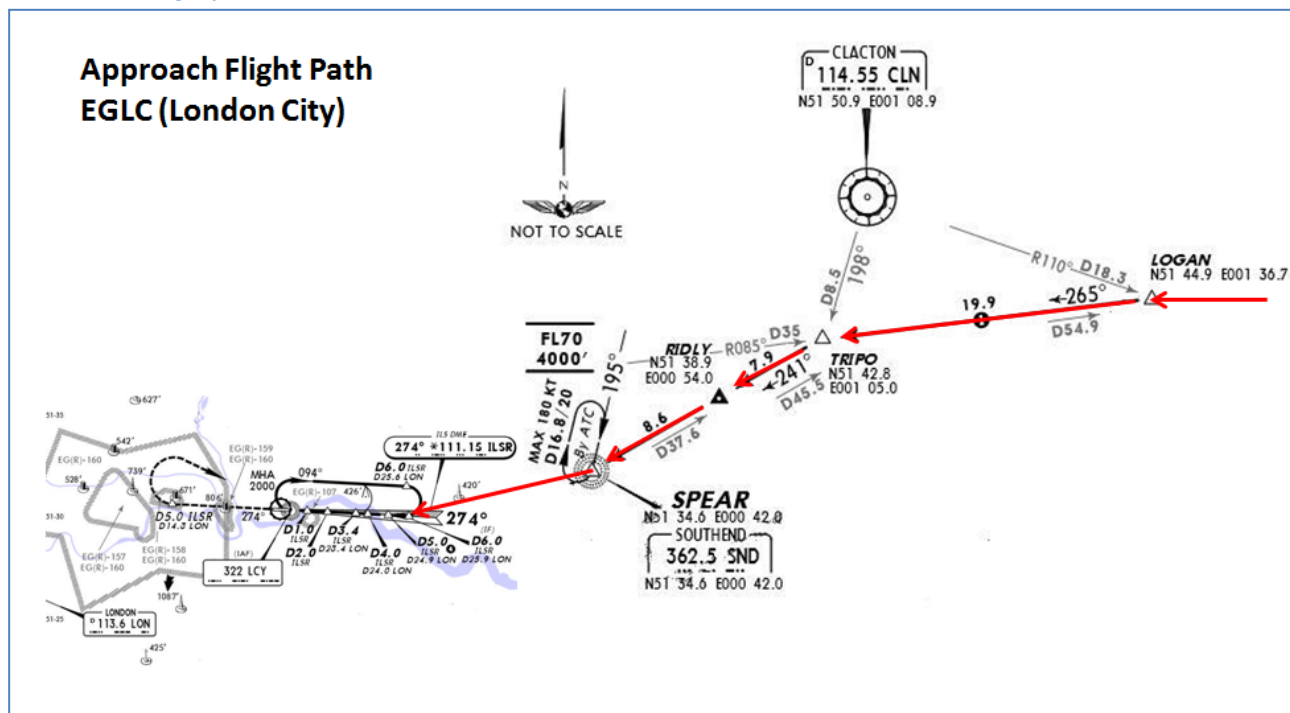 Approach Flight Path
EGLC (London City)
N
NOT TO SCALE
CLACTON
D 114.55 CLN
N51 50.9 E001 08.9
R110° D18.3
LOGAN
N51 44.9 E001 36.7
265°
D54.9
19.9
D8.5
198°
TRIPO
N51 42.8
E001 05.0
R085° D35
RIDLY
N51 38.9
E000 54.0
7.9
241°
D45.5
8.6
D37.6
FL70
4000'
195°
MAX 180 KT
D16.8/20
By ATC
SPEAR
N51 34.6 E000 42.0
SOUTHEND
362.5 SND
N51 34.6 E000 42.0
ILS DME
274° *111.15 ILSR
627'
51-35
542'
EG(R)-160
EG(R)-159
EG(R)-160
739'
528'
671'
806'
MHA
2000
094°
D6.0 ILSR
D25.6 LON
EG(R)-107
426'
420'
274°
274°
(IF)
51-30
D5.0 ILSR
D14.3 LON
D1.0
ILSR
D2.0
ILSR
D3.4
ILSR
D23.4 LON
D4.0
ILSR
D24.0 LON
D5.0
ILSR
D24.9 LON
D6.0
ILSR
D25.9 LON
EG(R)-157
EG(R)-160
EG(R)-158
EG(R)-160
(IAF)
322 LCY
1087'
51-25
LONDON
D 113.6 LON
425'